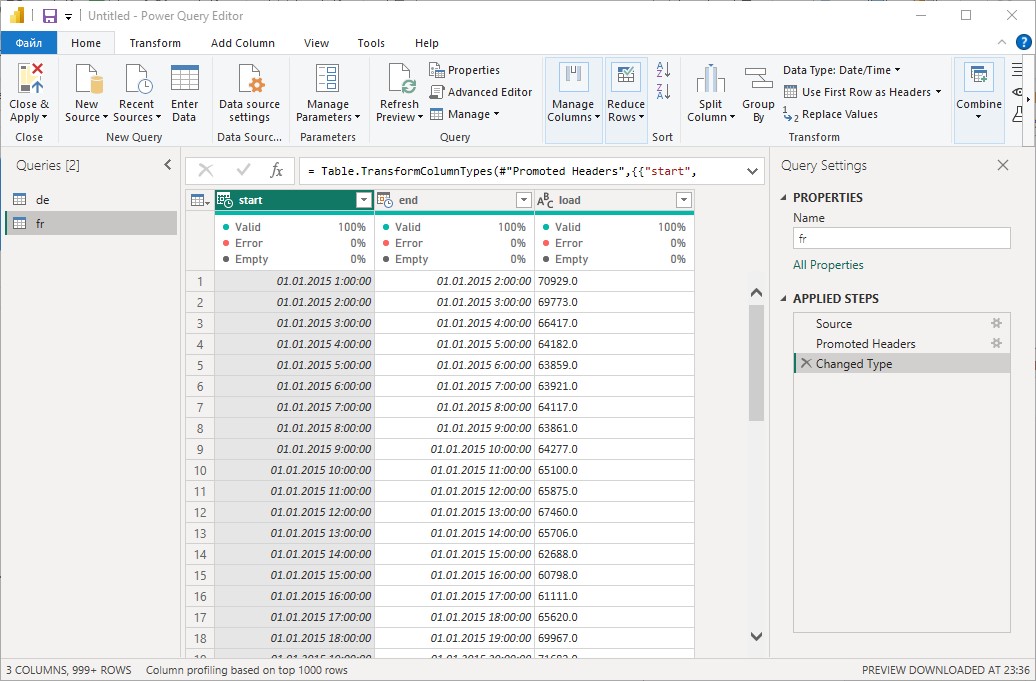 Untitled - Power Query Editor
Файл Home Transform Add Column View Tools Help
Close & Apply
New Source
Recent Sources
Enter Data
Data source settings
Manage Parameters
Refresh Preview
Properties
Advanced Editor
Manage
Manage Columns
Reduce Rows
Split Column
Group By
Data Type: Date/Time
Use First Row as Headers
Replace Values
Combine
Close New Query Data Sourc... Parameters Query Sort Transform
Queries [2]
de
fr
fx = Table.TransformColumnTypes(#"Promoted Headers",{{"start",
start end load
Valid 100% Valid 100% Valid 100%
Error 0% Error 0% Error 0%
Empty 0% Empty 0% Empty 0%
1 01.01.2015 1:00:00 01.01.2015 2:00:00 70929.0
2 01.01.2015 2:00:00 01.01.2015 3:00:00 69773.0
3 01.01.2015 3:00:00 01.01.2015 4:00:00 66417.0
4 01.01.2015 4:00:00 01.01.2015 5:00:00 64182.0
5 01.01.2015 5:00:00 01.01.2015 6:00:00 63859.0
6 01.01.2015 6:00:00 01.01.2015 7:00:00 63921.0
7 01.01.2015 7:00:00 01.01.2015 8:00:00 64117.0
8 01.01.2015 8:00:00 01.01.2015 9:00:00 63861.0
9 01.01.2015 9:00:00 01.01.2015 10:00:00 64277.0
10 01.01.2015 10:00:00 01.01.2015 11:00:00 65100.0
11 01.01.2015 11:00:00 01.01.2015 12:00:00 65875.0
12 01.01.2015 12:00:00 01.01.2015 13:00:00 67460.0
13 01.01.2015 13:00:00 01.01.2015 14:00:00 65706.0
14 01.01.2015 14:00:00 01.01.2015 15:00:00 62688.0
15 01.01.2015 15:00:00 01.01.2015 16:00:00 60798.0
16 01.01.2015 16:00:00 01.01.2015 17:00:00 61111.0
17 01.01.2015 17:00:00 01.01.2015 18:00:00 65620.0
18 01.01.2015 18:00:00 01.01.2015 19:00:00 69967.0
Query Settings
PROPERTIES
Name
fr
All Properties
APPLIED STEPS
Source
Promoted Headers
Changed Type
3 COLUMNS, 999+ ROWS Column profiling based on top 1000 rows PREVIEW DOWNLOADED AT 23:36